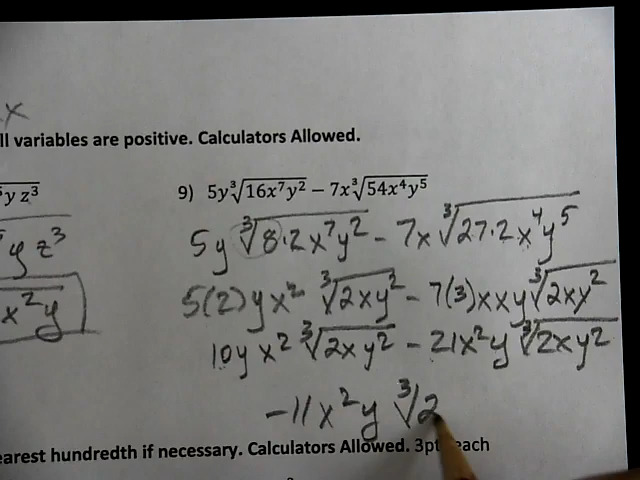 x
ll variables are positive. Calculators Allowed.
⁵y z³
9) 5y∛16x⁷y² − 7x∛54x⁴y⁵
5y ∛8·2x⁷y² − 7x ∛27·2x⁴y⁵
⁵y z³
5(2)yx² ∛2xy² − 7(3)xxy∛2xy²
x²y
10yx² ∛2xy² − 21x²y ∛2xy²
−11x²y ∛2
earest hundredth if necessary. Calculators Allowed. 3pt each